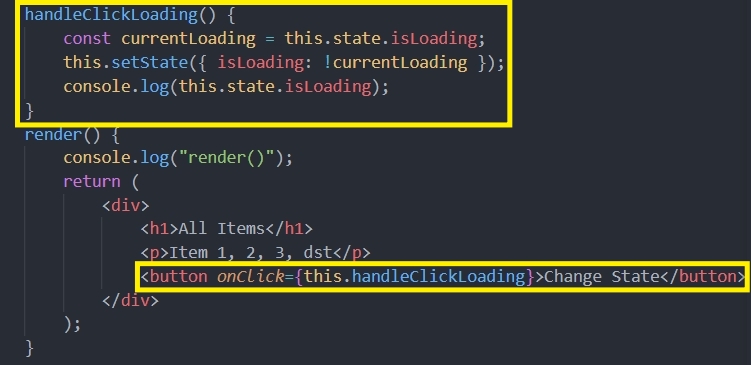 handleClickLoading() {
    const currentLoading = this.state.isLoading;
    this.setState({ isLoading: !currentLoading });
    console.log(this.state.isLoading);
}
render() {
    console.log("render()");
    return (
        <div>
            <h1>All Items</h1>
            <p>Item 1, 2, 3, dst</p>
            <button onClick={this.handleClickLoading}>Change State</button>
        </div>
    );
}